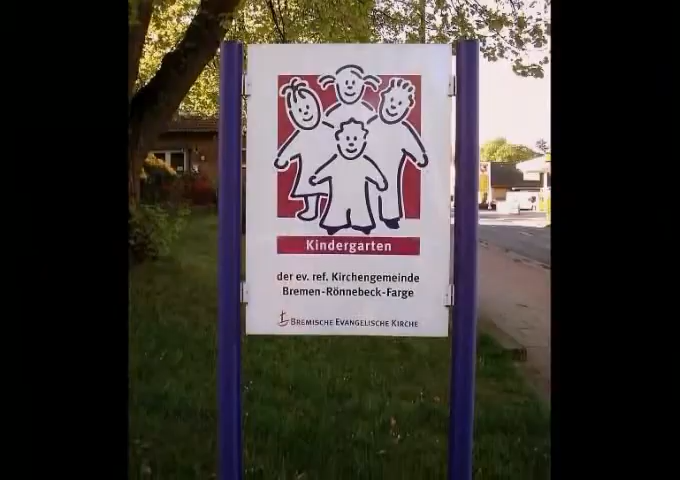 Kindergarten
der ev. ref. Kirchengemeinde
Bremen-Rönnebeck-Farge
BREMISCHE EVANGELISCHE KIRCHE